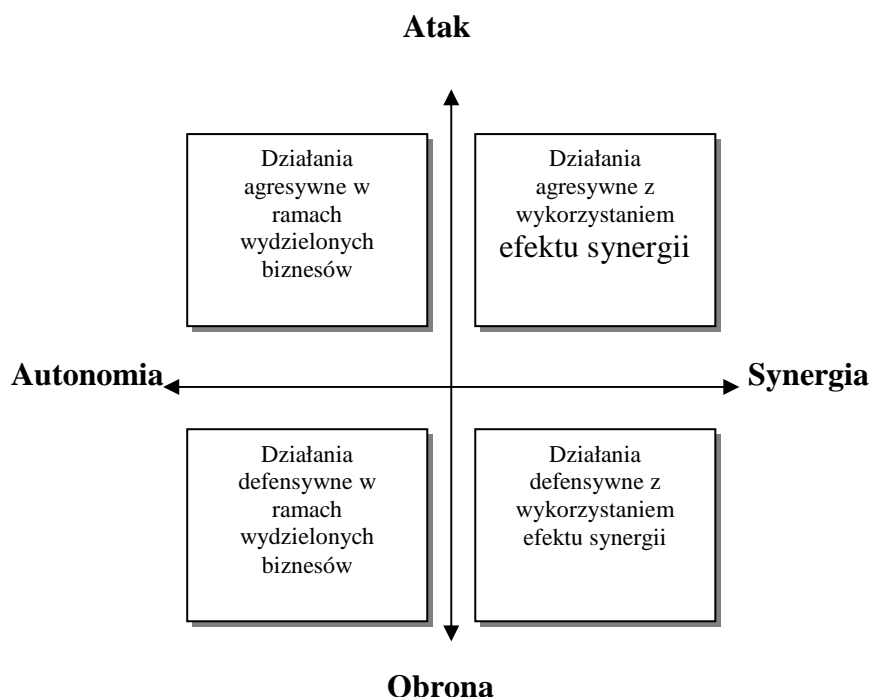 Atak
Działania
agresywne w
ramach
wydzielonych
biznesów
Działania
agresywne z
wykorzystaniem
efektu synergii
Autonomia
Synergia
Działania
defensywne w
ramach
wydzielonych
biznesów
Działania
defensywne z
wykorzystaniem
efektu synergii
Obrona